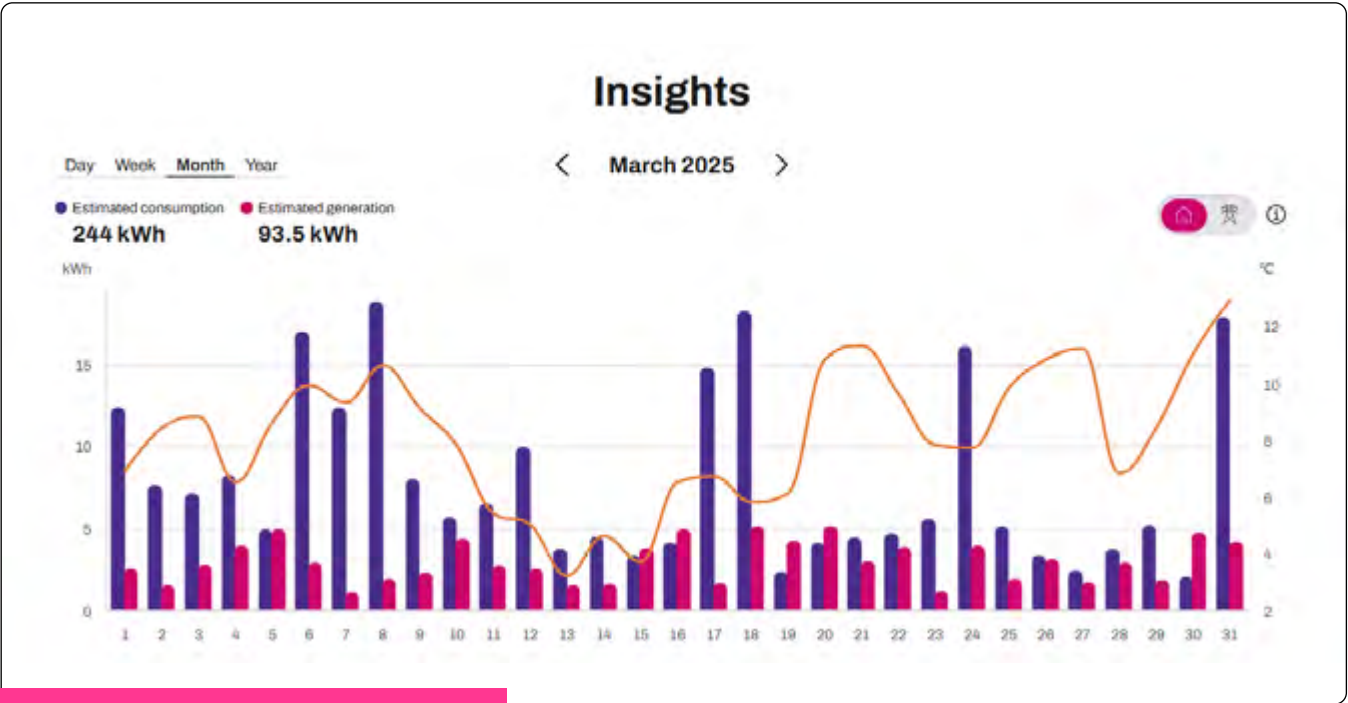 Insights
Day Week Month Year
March 2025
Estimated consumption Estimated generation
244 kWh 93.5 kWh
kWh
°C
12
15
10
10
8
6
5
4
0
2
1 2 3 4 5 6 7 8 9 10 11 12 13 14 15 16 17 18 19 20 21 22 23 24 25 26 27 28 29 30 31